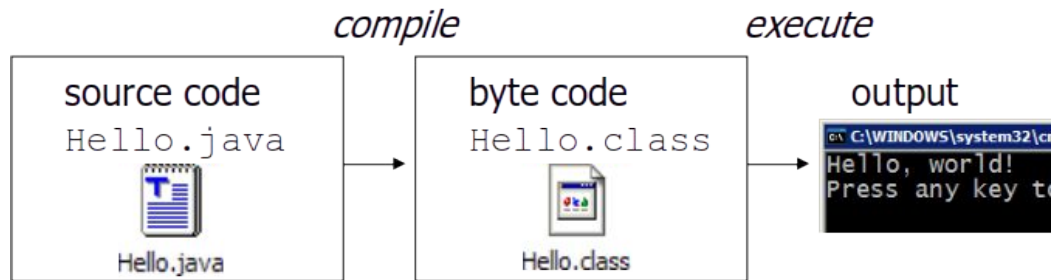 compile
execute
source code
Hello.java
Hello.java
byte code
Hello.class
Hello.class
output
C:\WINDOWS\system32\
Hello, world!
Press any key to